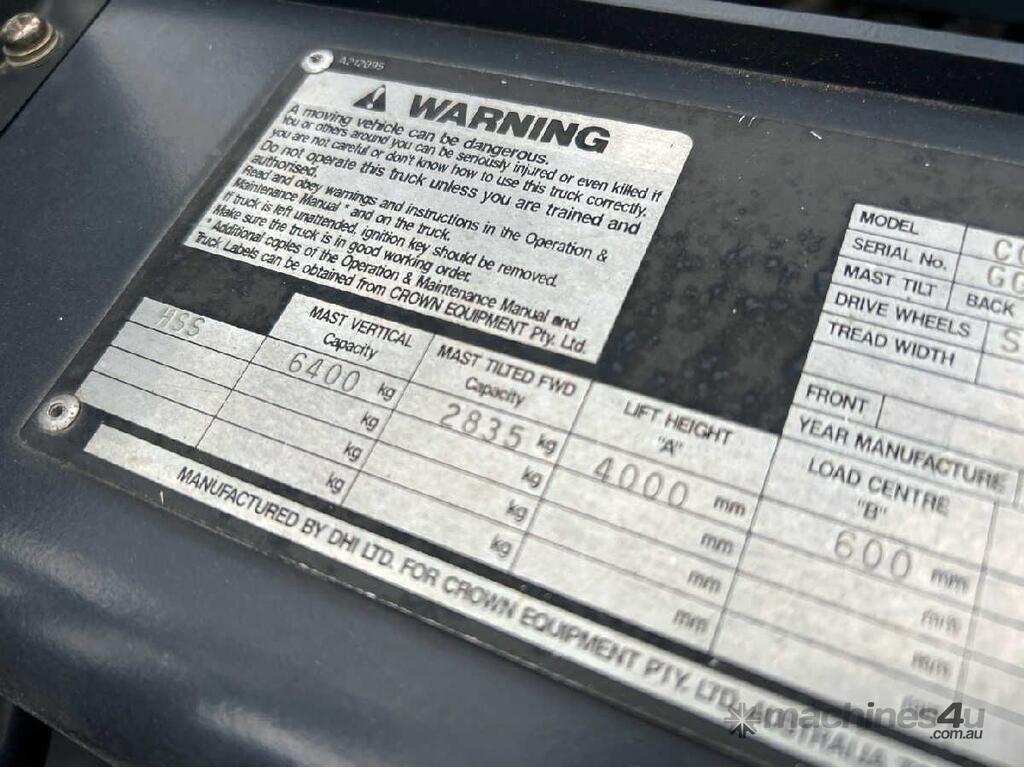 A212095
WARNING
A moving vehicle can be dangerous.
You or others around you can be seriously injured or even killed if
you are not careful or don't know how to use this truck correctly.
Do not operate this truck unless you are trained and
authorised.
Read and obey warnings and instructions in the Operation &
Maintenance Manual * and on the truck.
If truck is left unattended, ignition key should be removed.
Make sure the truck is in good working order.
* Additional copies of the Operation & Maintenance Manual and
Truck Labels can be obtained from CROWN EQUIPMENT Pty. Ltd.
MODEL
SERIAL No.
MAST TILT BACK
DRIVE WHEELS
TREAD WIDTH
FRONT
YEAR MANUFACTURE
MAST VERTICAL Capacity
MAST TILTED FWD Capacity
LIFT HEIGHT "A"
LOAD CENTRE "B"
HSS 6400 kg 2835 kg 4000 mm 600 mm
kg kg mm mm
kg kg mm mm
kg kg mm
MANUFACTURED BY DHI LTD. FOR CROWN EQUIPMENT PTY. LTD.
machines4u
.com.au